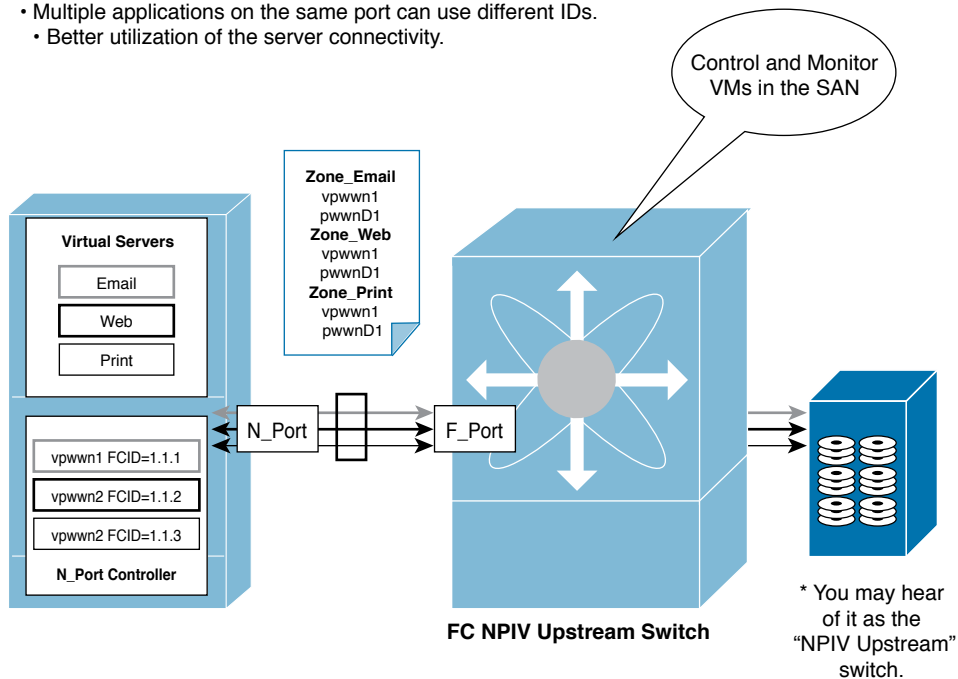 • Multiple applications on the same port can use different IDs.
• Better utilization of the server connectivity.
Control and Monitor
VMs in the SAN
Zone_Email
vpwwn1
pwwnD1
Zone_Web
vpwwn1
pwwnD1
Zone_Print
vpwwn1
pwwnD1
Virtual Servers
Email
Web
Print
N_Port
F_Port
vpwwn1 FCID=1.1.1
vpwwn2 FCID=1.1.2
vpwwn2 FCID=1.1.3
N_Port Controller
FC NPIV Upstream Switch
* You may hear
of it as the
“NPIV Upstream”
switch.